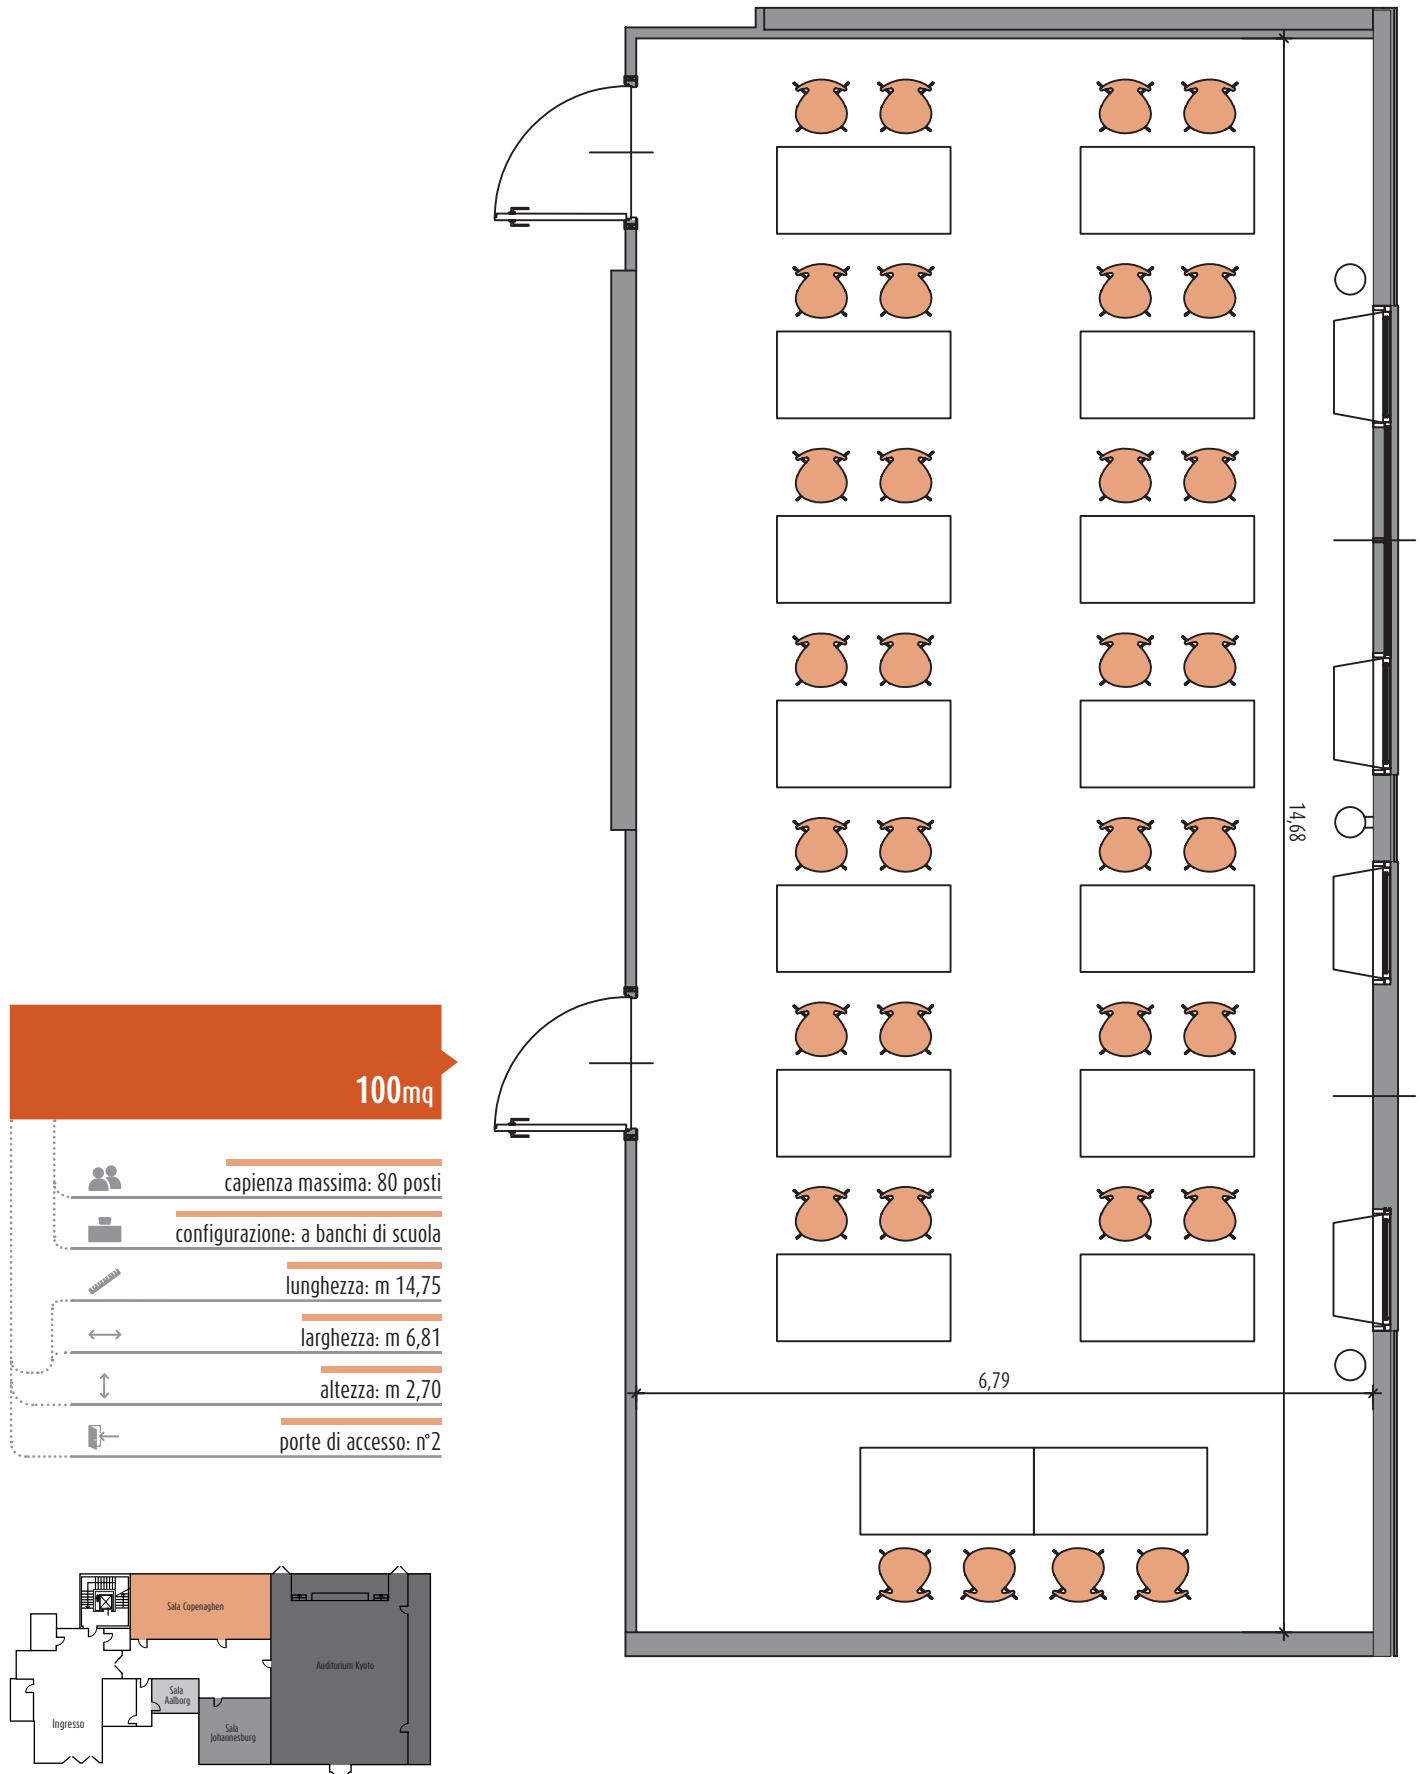 14,68
6,79
100mq
capienza massima: 80 posti
configurazione: a banchi di scuola
lunghezza: m 14,75
larghezza: m 6,81
altezza: m 2,70
porte di accesso: n°2
Sala Copenaghen
Auditorium Kyoto
Sala
Aalborg
Sala
Johannesburg
Ingresso